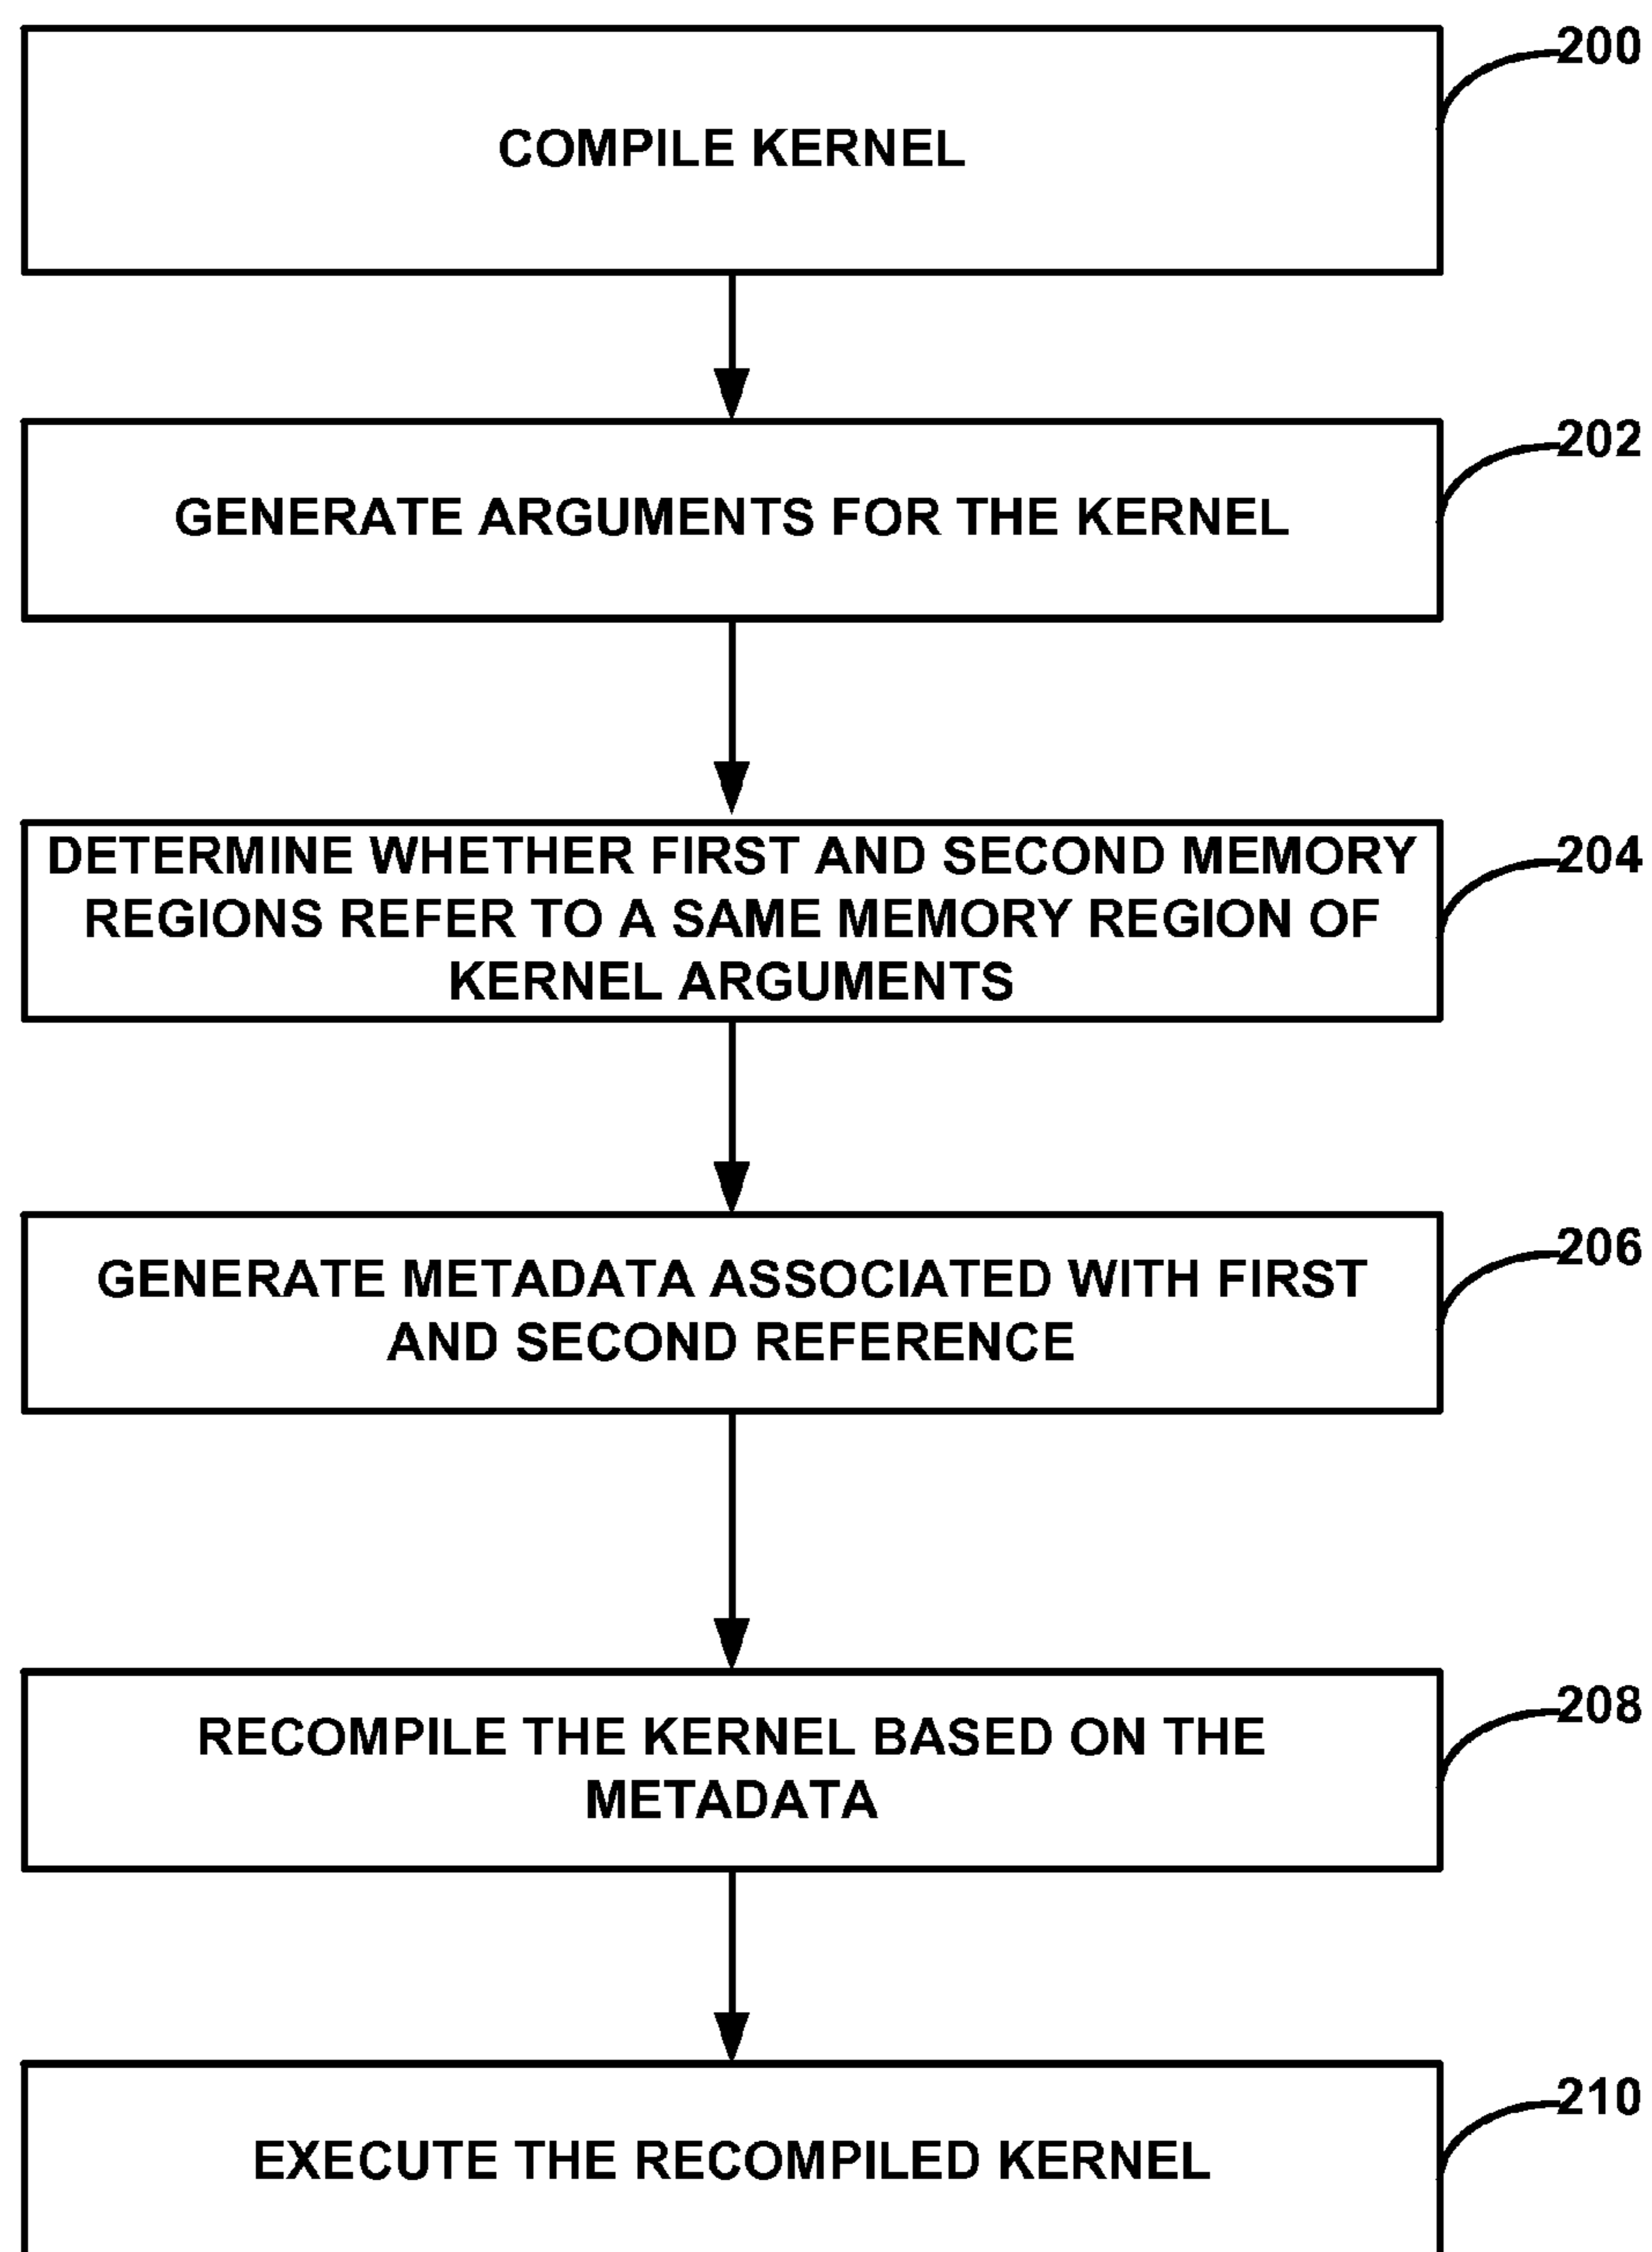 200
COMPILE KERNEL
202
GENERATE ARGUMENTS FOR THE KERNEL
204
DETERMINE WHETHER FIRST AND SECOND MEMORY
REGIONS REFER TO A SAME MEMORY REGION OF
KERNEL ARGUMENTS
206
GENERATE METADATA ASSOCIATED WITH FIRST
AND SECOND REFERENCE
208
RECOMPILE THE KERNEL BASED ON THE
METADATA
210
EXECUTE THE RECOMPILED KERNEL